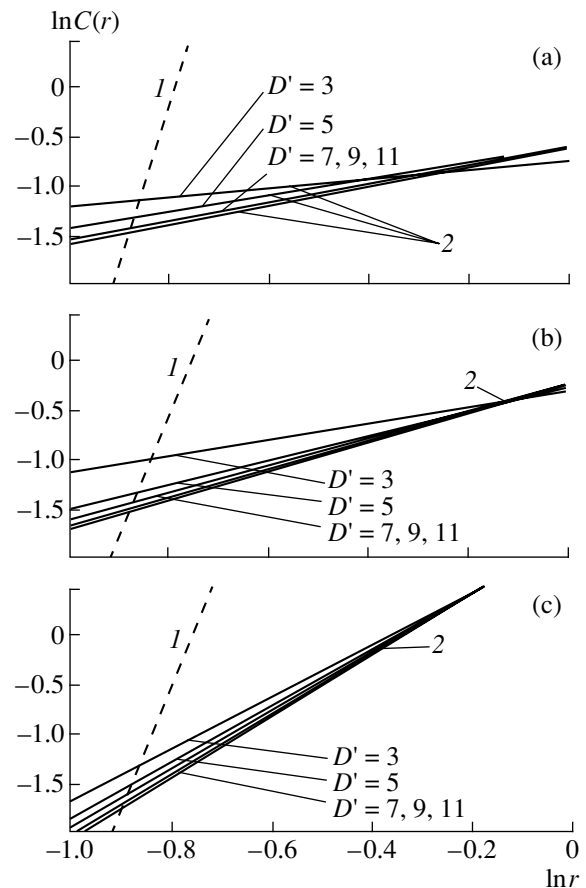 lnC(r)
(a)
0
1
D' = 3
−0.5
D' = 5
D' = 7, 9, 11
−1.0
−1.5
2
(b)
0
1
2
−0.5
−1.0
D' = 3
D' = 5
−1.5
D' = 7, 9, 11
(c)
0
1
2
−0.5
−1.0
D' = 3
D' = 5
−1.5
D' = 7, 9, 11
−1.0 −0.8 −0.6 −0.4 −0.2 0
lnr